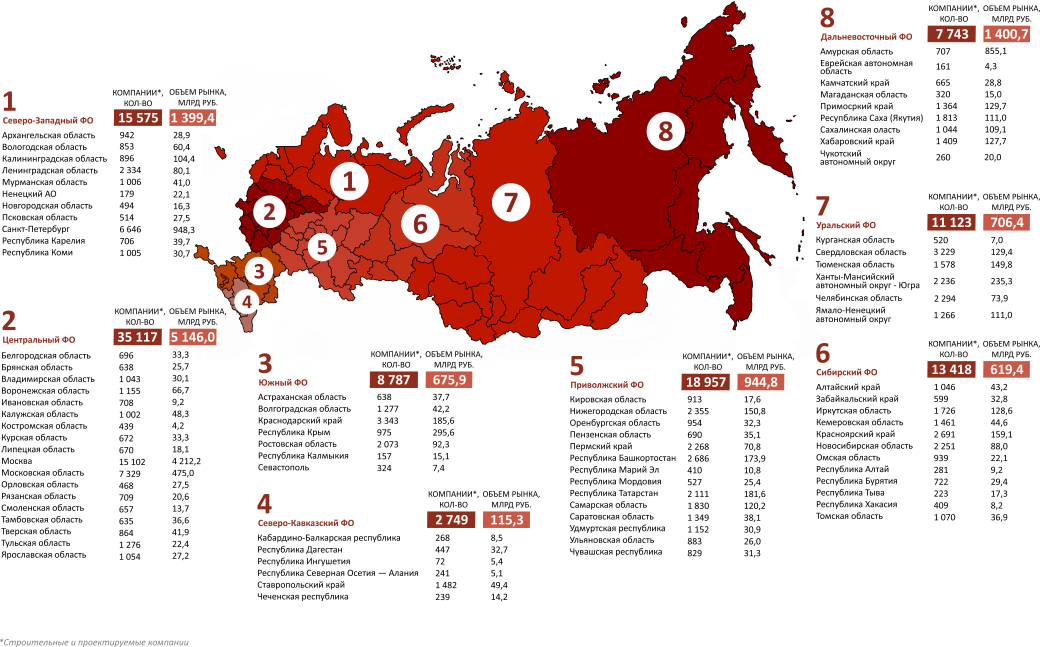 1
КОМПАНИИ*, ОБЪЕМ РЫНКА,
КОЛ-ВО МЛРД РУБ.
Северо-Западный ФО 15 575 1 399,4
Архангельская область 942 28,9
Вологодская область 853 60,4
Калининградская область 896 104,4
Ленинградская область 2 334 80,1
Мурманская область 1 006 41,0
Ненецкий АО 179 22,1
Новгородская область 494 16,3
Псковская область 514 27,5
Санкт-Петербург 6 646 948,3
Республика Карелия 706 39,7
Республика Коми 1 005 30,7
2
КОМПАНИИ*, ОБЪЕМ РЫНКА,
КОЛ-ВО МЛРД РУБ.
Центральный ФО 35 117 5 146,0
Белгородская область 696 33,3
Брянская область 638 25,7
Владимирская область 1 043 30,1
Воронежская область 1 155 66,7
Ивановская область 708 9,2
Калужская область 1 002 48,3
Костромская область 439 4,2
Курская область 672 33,3
Липецкая область 670 18,1
Москва 15 102 4 212,2
Московская область 7 329 475,0
Орловская область 468 27,5
Рязанская область 709 20,6
Смоленская область 657 13,7
Тамбовская область 635 36,6
Тверская область 864 41,9
Тульская область 1 276 22,4
Ярославская область 1 054 27,2
1
2
3
4
5
6
7
8
3
КОМПАНИИ*, ОБЪЕМ РЫНКА,
КОЛ-ВО МЛРД РУБ.
Южный ФО 8 787 675,9
Астраханская область 638 37,7
Волгоградская область 1 277 42,2
Краснодарский край 3 343 185,6
Республика Крым 975 295,6
Ростовская область 2 073 92,3
Республика Калмыкия 157 15,1
Севастополь 324 7,4
4
КОМПАНИИ*, ОБЪЕМ РЫНКА,
КОЛ-ВО МЛРД РУБ.
Северо-Кавказский ФО 2 749 115,3
Кабардино-Балкарская республика 268 8,5
Республика Дагестан 447 32,7
Республика Ингушетия 72 5,4
Республика Северная Осетия — Алания 241 5,1
Ставропольский край 1 482 49,4
Чеченская республика 239 14,2
5
КОМПАНИИ*, ОБЪЕМ РЫНКА,
КОЛ-ВО МЛРД РУБ.
Приволжский ФО 18 957 944,8
Кировская область 913 17,6
Нижегородская область 2 355 150,8
Оренбургская область 954 32,3
Пензенская область 690 35,1
Пермский край 2 268 70,8
Республика Башкортостан 2 686 173,9
Республика Марий Эл 410 10,8
Республика Мордовия 527 25,4
Республика Татарстан 2 111 181,6
Самарская область 1 830 120,2
Саратовская область 1 349 38,1
Удмуртская республика 1 152 30,9
Ульяновская область 883 26,0
Чувашская республика 829 31,3
8
КОМПАНИИ*, ОБЪЕМ РЫНКА,
КОЛ-ВО МЛРД РУБ.
Дальневосточный ФО 7 743 1 400,7
Амурская область 707 855,1
Еврейская автономная
область 161 4,3
Камчатский край 665 28,8
Магаданская область 320 15,0
Приморский край 1 364 129,7
Республика Саха (Якутия) 1 813 111,0
Сахалинская оласть 1 044 109,1
Хабаровский край 1 409 127,7
Чукотский
автономный округ 260 20,0
7
КОМПАНИИ*, ОБЪЕМ РЫНКА,
КОЛ-ВО МЛРД РУБ.
Уральский ФО 11 123 706,4
Курганская область 520 7,0
Свердловская область 3 229 129,4
Тюменская область 1 578 149,8
Ханты-Мансийский
автономный округ - Югра 2 236 235,3
Челябинская область 2 294 73,9
Ямало-Ненецкий
автономный округ 1 266 111,0
6
КОМПАНИИ*, ОБЪЕМ РЫНКА,
КОЛ-ВО МЛРД РУБ.
Сибирский ФО 13 418 619,4
Алтайский край 1 046 43,2
Забайкальский край 599 32,8
Иркутская область 1 726 128,6
Кемеровская область 1 461 44,6
Красноярский край 2 691 159,1
Новосибирская область 2 251 88,0
Омская область 939 22,1
Республика Алтай 281 9,2
Республика Бурятия 722 29,4
Республика Тыва 223 17,3
Республика Хакасия 409 8,2
Томская область 1 070 36,9
*Строительные и проектируемые компании